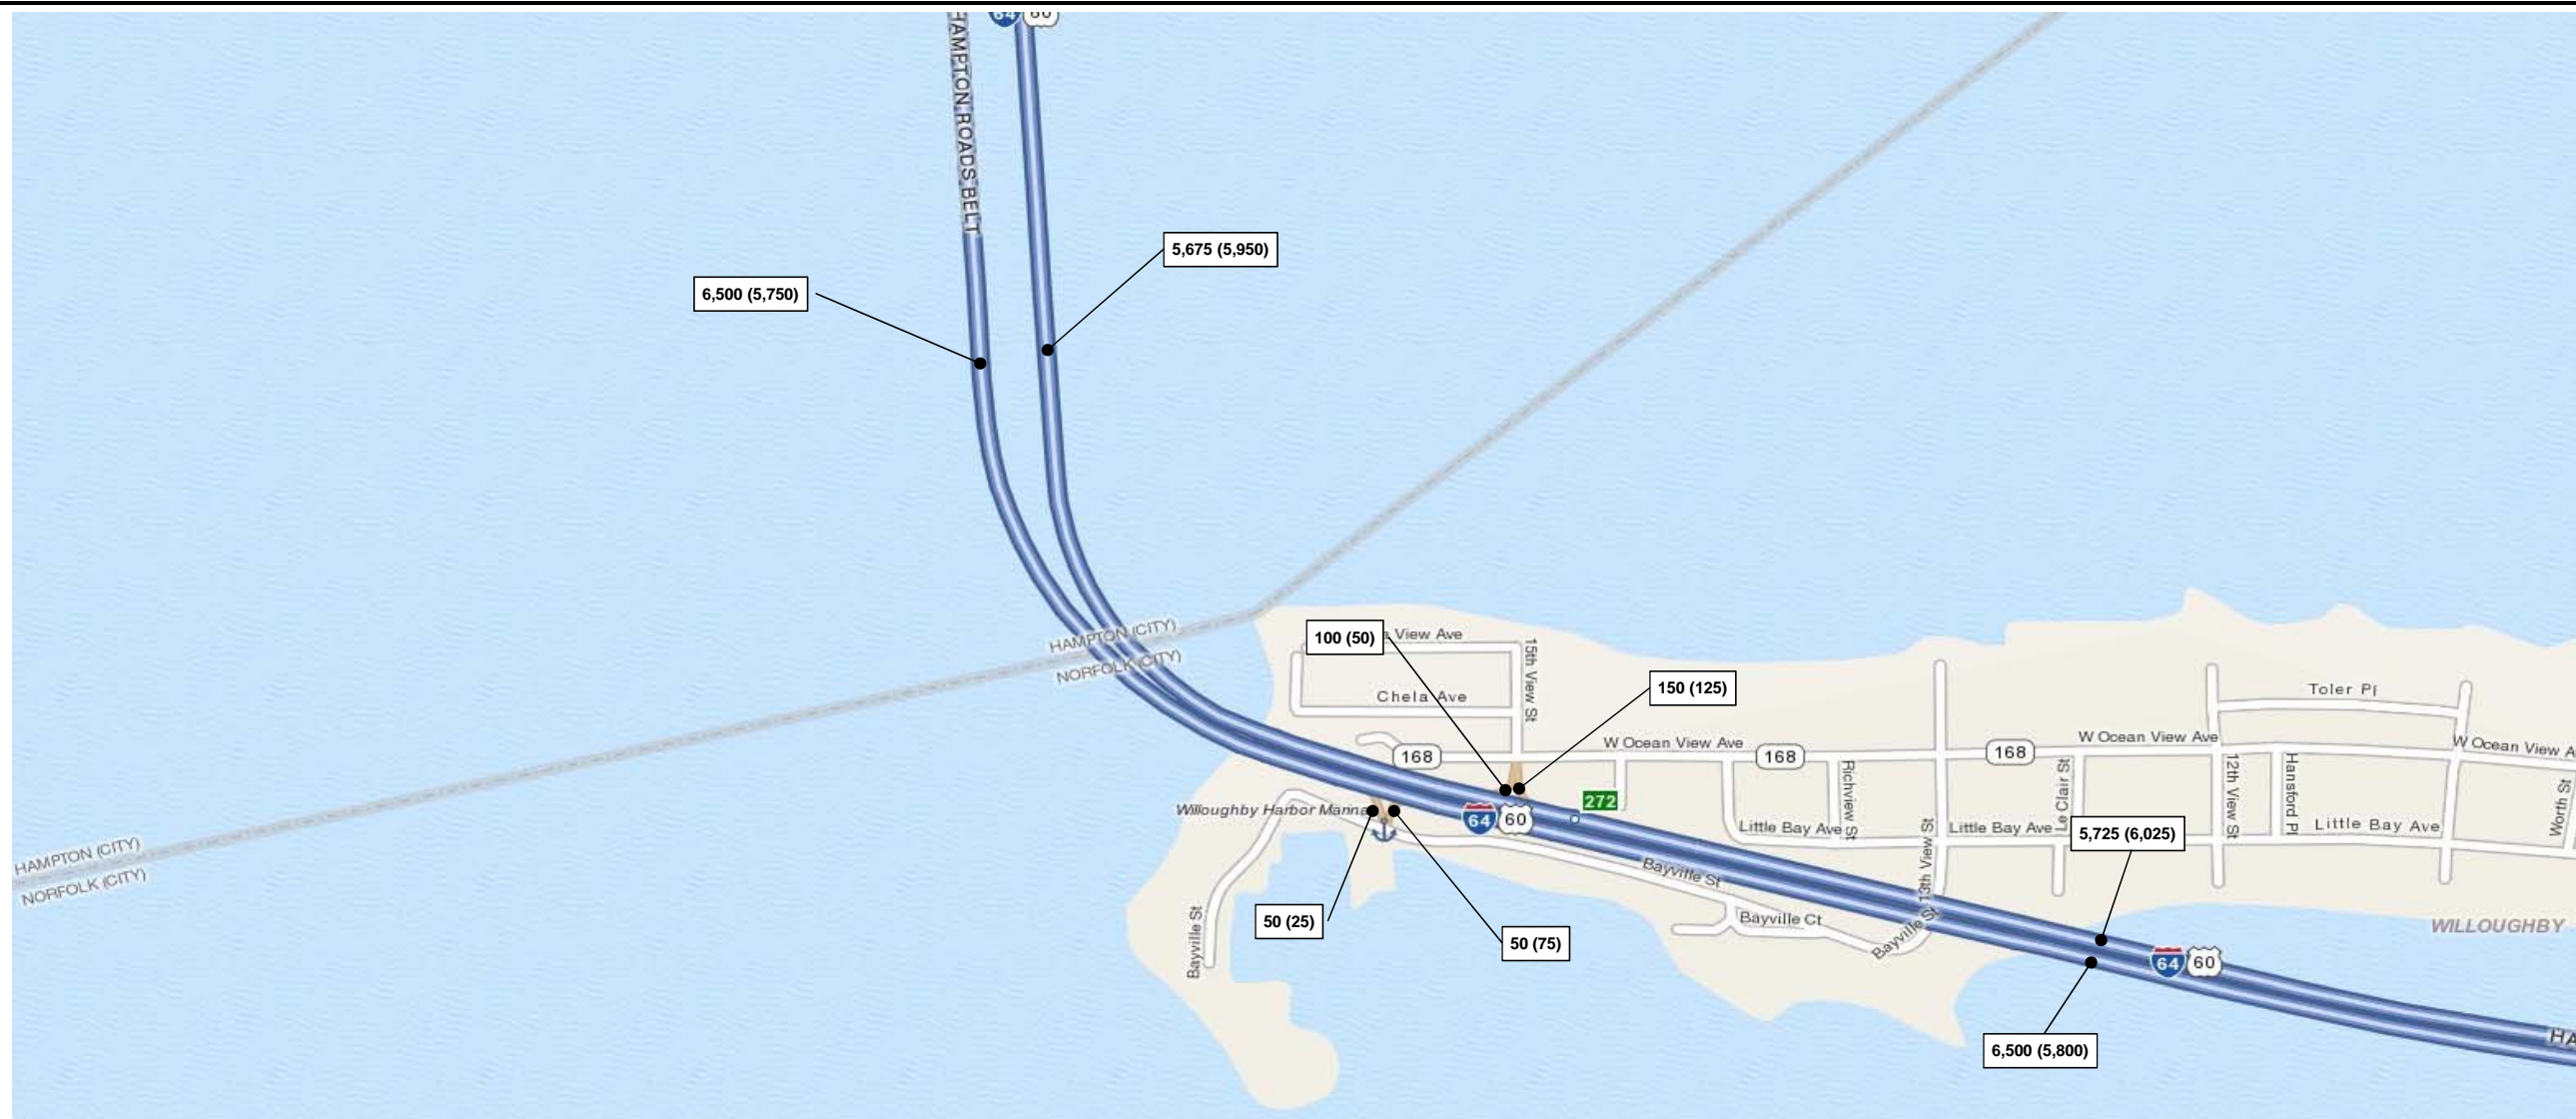 64 60
HAMPTON ROADS BELT
5,675 (5,950)
6,500 (5,750)
HAMPTON (CITY)
NORFOLK (CITY)
100 (50)
View Ave
15th View St
150 (125)
Chela Ave
Toler Pl
168
W Ocean View Ave
168
168
W Ocean View Ave
W Ocean View A
Willoughby Harbor Marina
272
64 60
Richview St
Le Clair St
12th View St
Hansford Pl
Worth St
Little Bay Ave
Little Bay Ave
5,725 (6,025)
Little Bay Ave
HAMPTON (CITY)
NORFOLK (CITY)
Bayville St
13th View St
50 (25)
Bayville Ct
Bayville St
Bayville St
50 (75)
WILLOUGHBY
64 60
6,500 (5,800)
HA